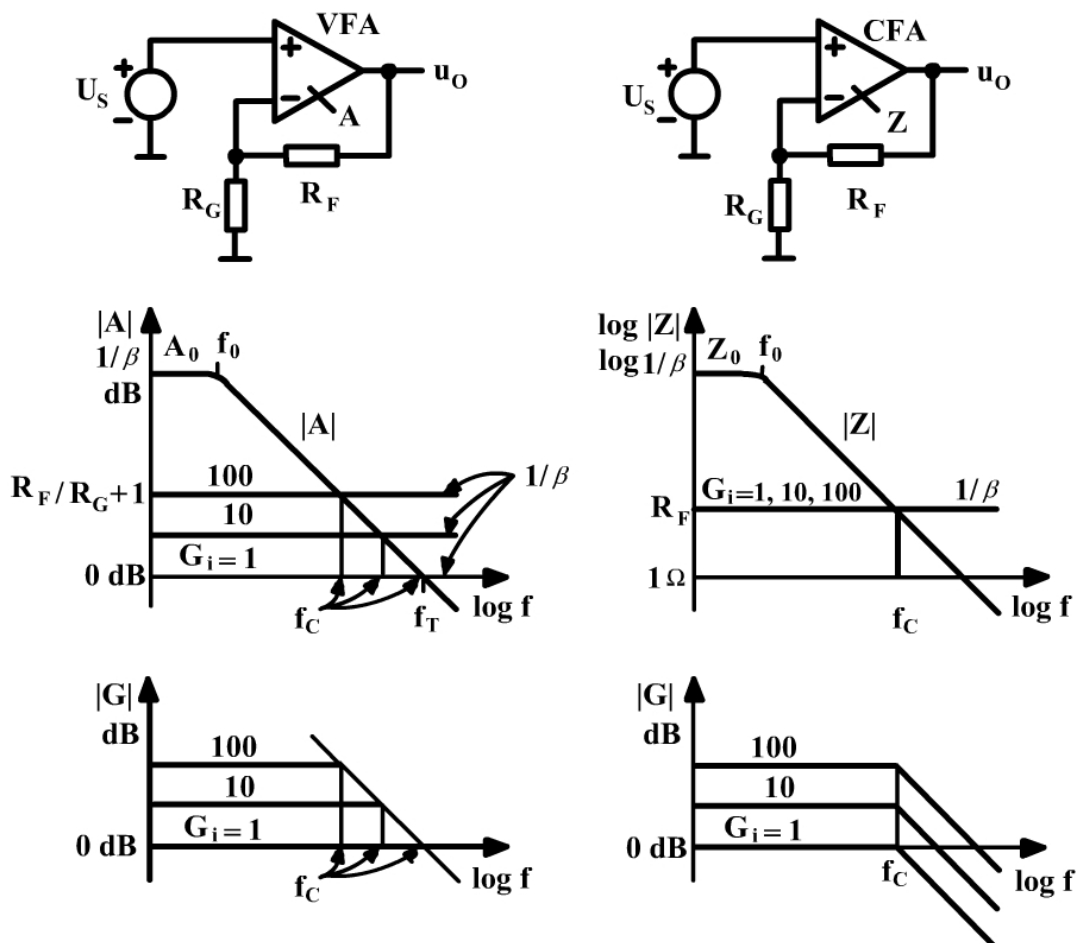 VFA
U_S
+
−
+
−
A
u_O
R_G
R_F
CFA
U_S
+
−
+
−
Z
u_O
R_G
R_F
|A|
1/β
dB
A_0
f_0
|A|
R_F/R_G+1
100
10
G_i = 1
1/β
0 dB
f_C
f_T
log f
log |Z|
log 1/β
Z_0
f_0
|Z|
G_i=1, 10, 100
1/β
R_F
1 Ω
f_C
log f
|G|
dB
100
10
G_i = 1
0 dB
f_C
log f
|G|
dB
100
10
G_i = 1
0 dB
f_C
log f